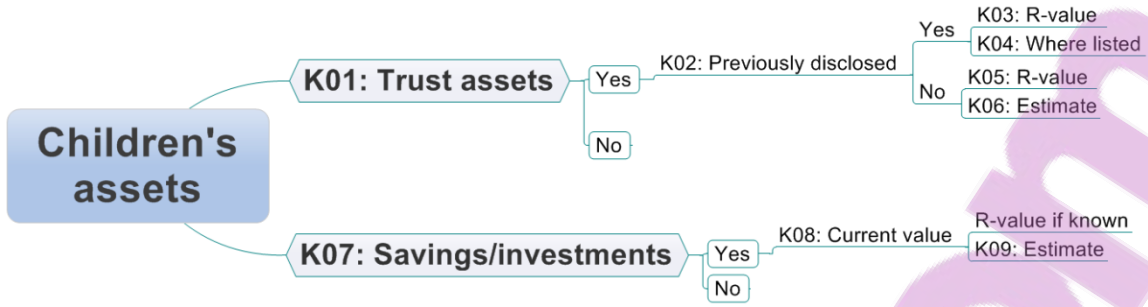 Children's
assets
K01: Trust assets
Yes
K02: Previously disclosed
Yes
K03: R-value
K04: Where listed
No
K05: R-value
K06: Estimate
No
K07: Savings/investments
Yes
K08: Current value
R-value if known
K09: Estimate
No